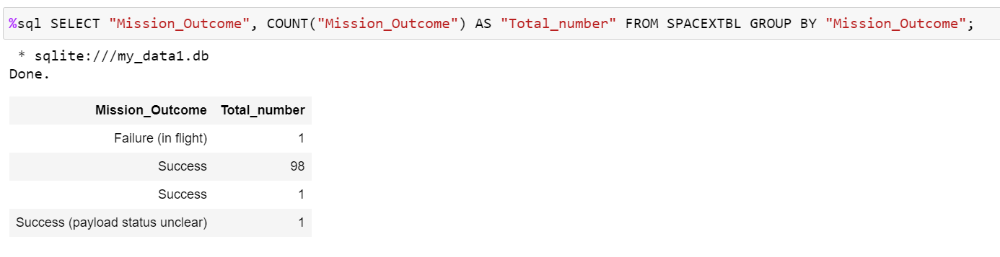 %sql SELECT "Mission_Outcome", COUNT("Mission_Outcome") AS "Total_number" FROM SPACEXTBL GROUP BY "Mission_Outcome";
* sqlite:///my_data1.db
Done.
Mission_Outcome Total_number
Failure (in flight) 1
Success 98
Success 1
Success (payload status unclear) 1